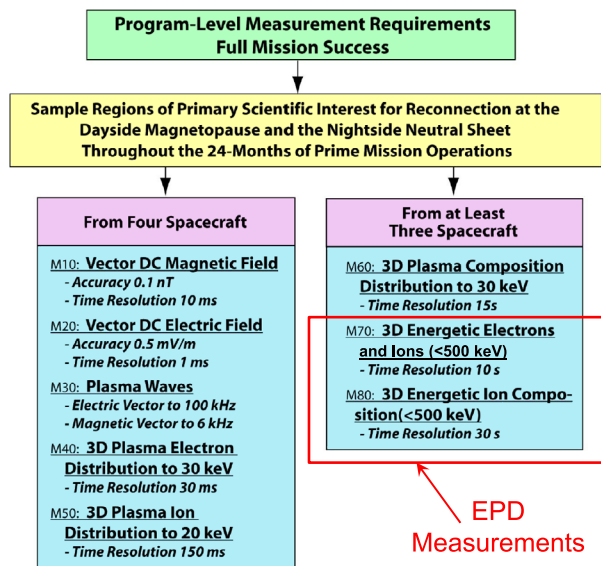 Program-Level Measurement Requirements
Full Mission Success
Sample Regions of Primary Scientific Interest for Reconnection at the
Dayside Magnetopause and the Nightside Neutral Sheet
Throughout the 24-Months of Prime Mission Operations
From Four Spacecraft
M10: Vector DC Magnetic Field
- Accuracy 0.1 nT
- Time Resolution 10 ms
M20: Vector DC Electric Field
- Accuracy 0.5 mV/m
- Time Resolution 1 ms
M30: Plasma Waves
- Electric Vector to 100 kHz
- Magnetic Vector to 6 kHz
M40: 3D Plasma Electron
Distribution to 30 keV
- Time Resolution 30 ms
M50: 3D Plasma Ion
Distribution to 20 keV
- Time Resolution 150 ms
From at Least
Three Spacecraft
M60: 3D Plasma Composition
Distribution to 30 keV
- Time Resolution 15s
M70: 3D Energetic Electrons
and Ions (<500 keV)
- Time Resolution 10 s
M80: 3D Energetic Ion Compo-
sition(<500 keV)
- Time Resolution 30 s
EPD
Measurements